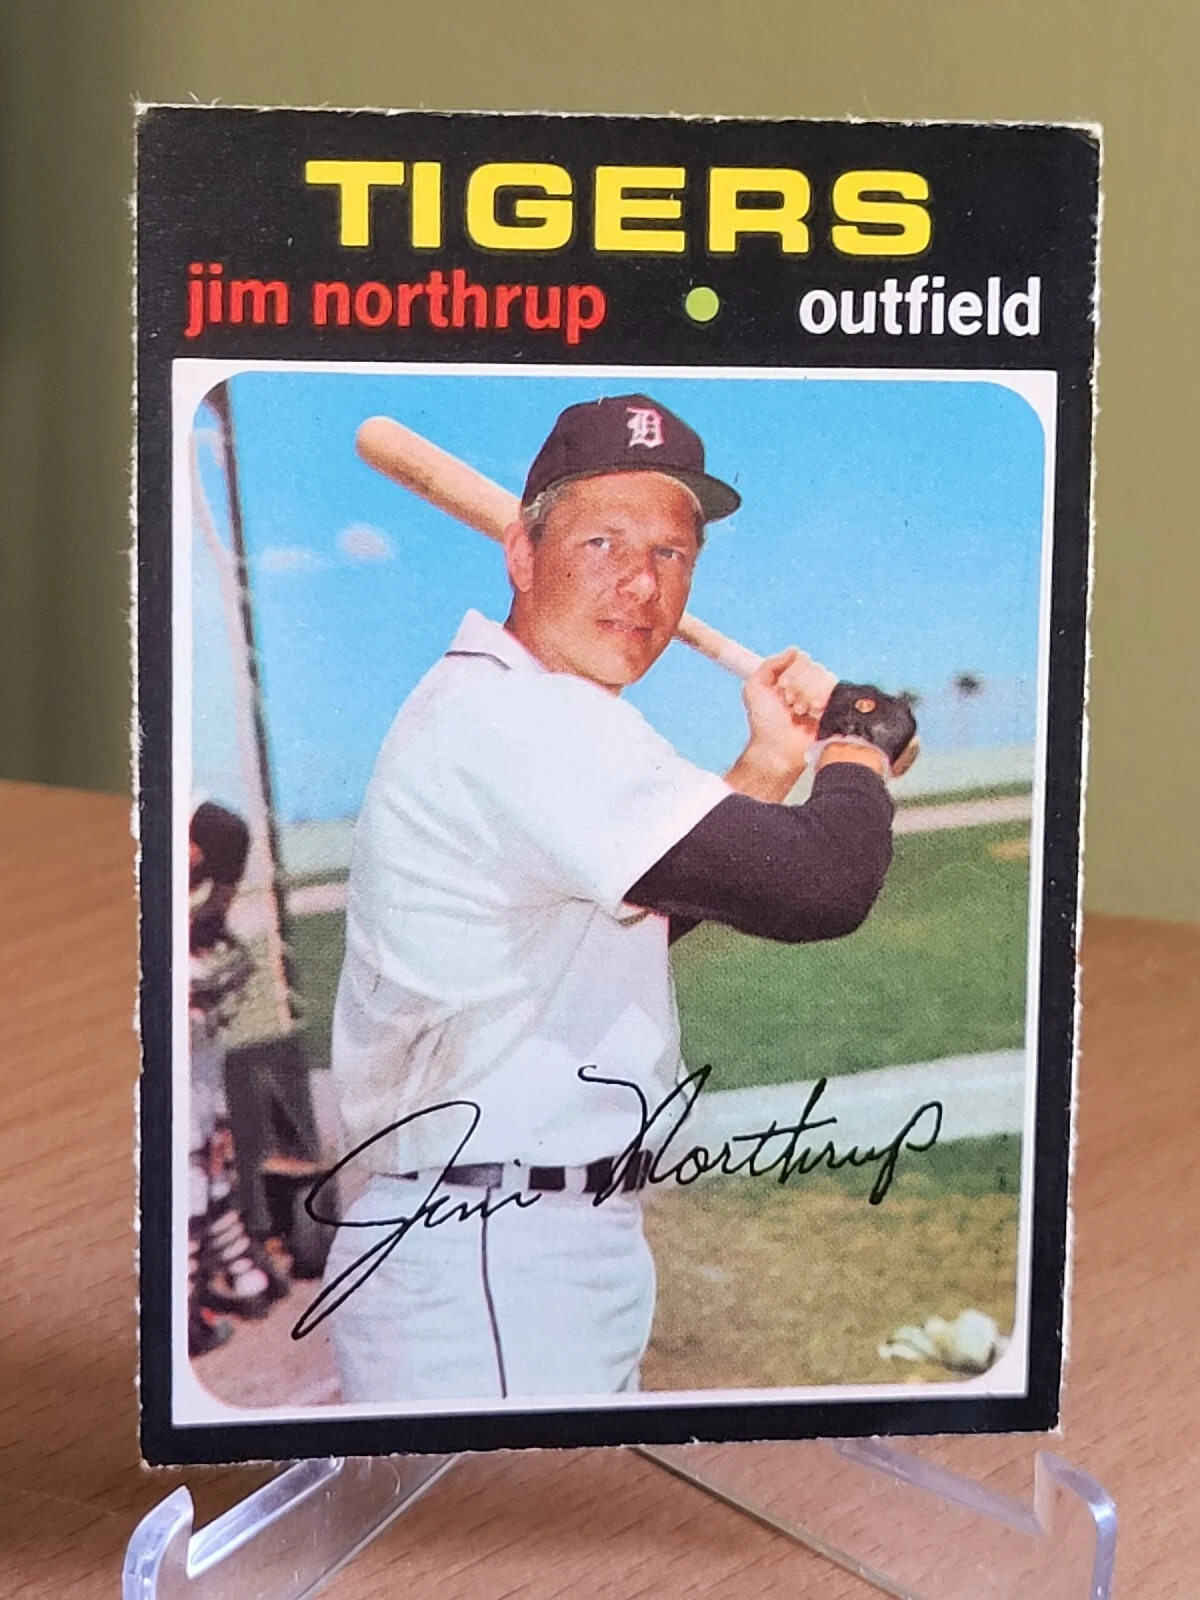 TIGERS
jim northrup • outfield
D
Jim Northrup